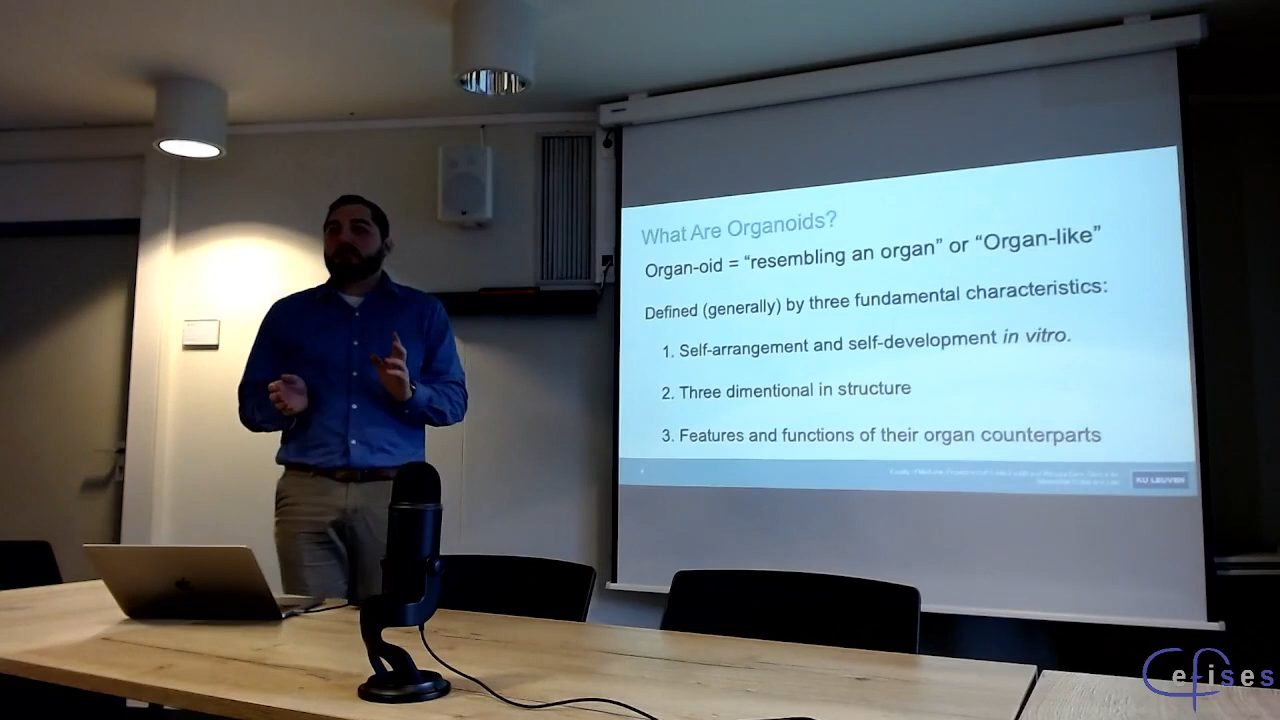 What Are Organoids?
Organ-oid = “resembling an organ” or “Organ-like”
Defined (generally) by three fundamental characteristics:
1. Self-arrangement and self-development in vitro.
2. Three dimentional in structure
3. Features and functions of their organ counterparts
KU LEUVEN
Cefises